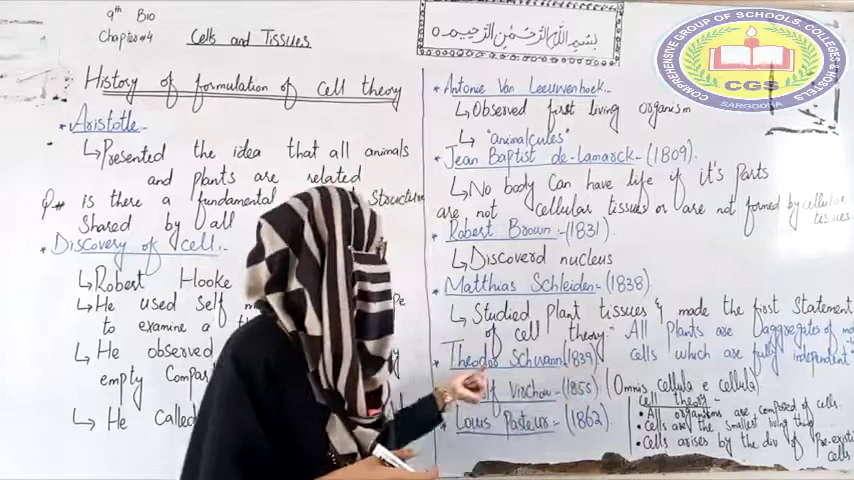 9th Bio
Chapter #4
Cells and Tissues
بسم اللہ الرحمن الرحیم
COMPREHENSIVE GROUP OF SCHOOLS, COLLEGES & HOSTELS
CGS
SARGODHA
History of formulation of cell theory
* Aristotle:-
Presented the idea that all animals
and plants are related
Q# is there a fundamental Structure
Shared by all
* Discovery of cell:-
Robert Hooke
He used self
to examine a
He observed
empty
He called
* Antonie Van Leeuwenhoek:-
Observed first living organism
"animalcules"
* Jean Baptist de-Lamarck:- (1809).
No body can have life if it's parts
are not cellular tissues or are not formed by cellular
tissues.
* Robert Brown:- (1831)
Discoverd nucleus
* Matthias Schleiden:- (1838)
Studied plant tissues & made the first Statement
of cell theory. "All Plants are aggregates of
cells which are fully independent"
* Theodor Schwann (1839)
Virchow:- (1855) (Omnis cellula e cellula)
* Louis Pasteur:- (1862)
Cell theory:-
• All organisms are composed of cells.
• Cells are the smallest living thing
• Cells arises by the div of Pre-existi
cells